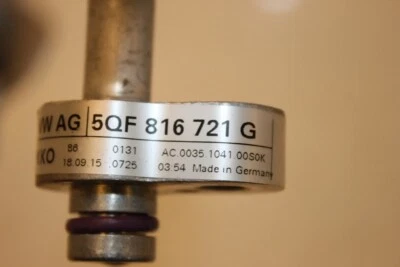 VW AG 5QF 816 721 G
KKO 86 0131 AC.0035.1041.00S0K
18.09.15 .0725 03:54 Made in Germany